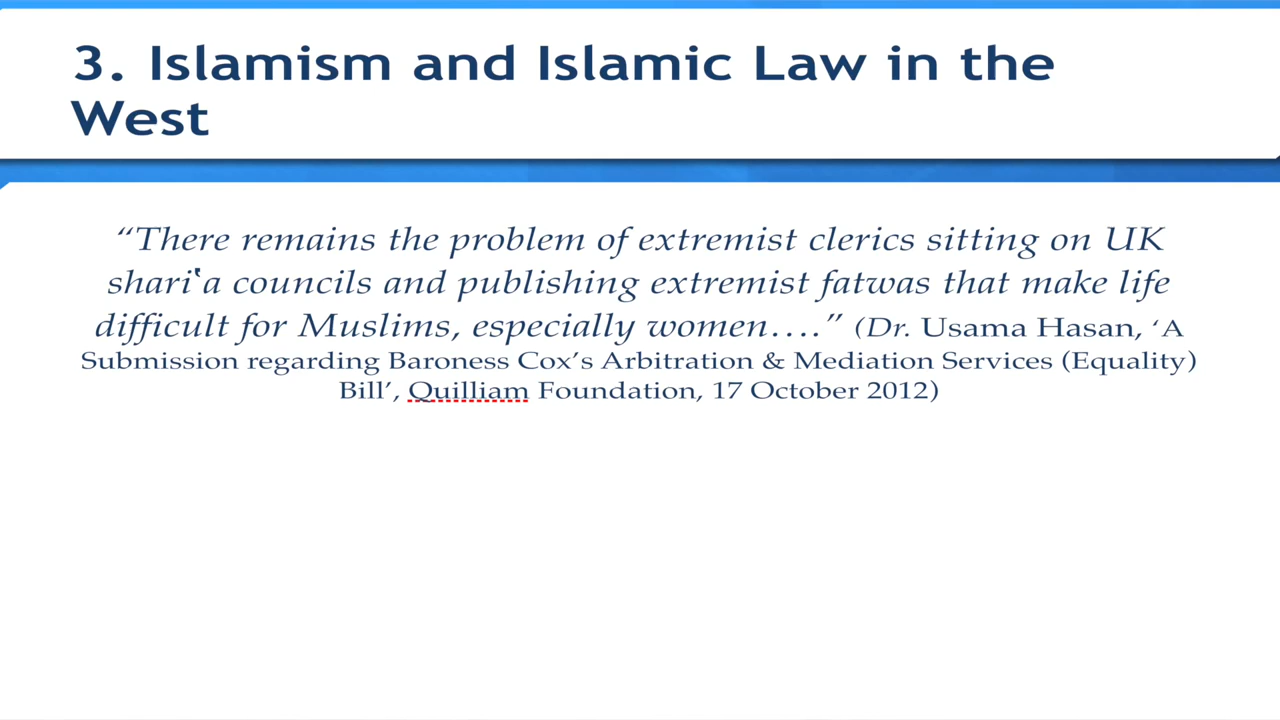 3. Islamism and Islamic Law in the
West
“There remains the problem of extremist clerics sitting on UK
shariʽa councils and publishing extremist fatwas that make life
difficult for Muslims, especially women….” (Dr. Usama Hasan, ‘A
Submission regarding Baroness Cox’s Arbitration & Mediation Services (Equality)
Bill’, Quilliam Foundation, 17 October 2012)